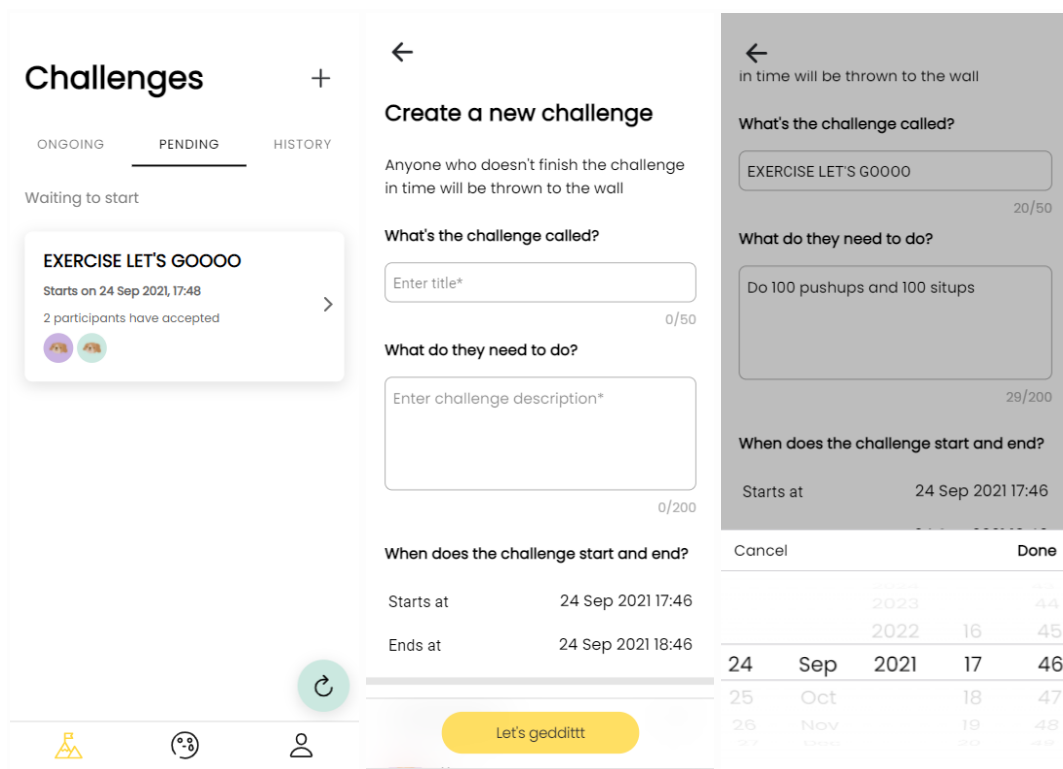 Challenges
+
ONGOING PENDING HISTORY
Waiting to start
EXERCISE LET'S GOOOO
Starts on 24 Sep 2021, 17:48
2 participants have accepted
Create a new challenge
Anyone who doesn't finish the challenge
in time will be thrown to the wall
What's the challenge called?
Enter title*
0/50
What do they need to do?
Enter challenge description*
0/200
When does the challenge start and end?
Starts at 24 Sep 2021 17:46
Ends at 24 Sep 2021 18:46
Let's geddittt
in time will be thrown to the wall
What's the challenge called?
EXERCISE LET'S GOOOO
20/50
What do they need to do?
Do 100 pushups and 100 situps
29/200
When does the challenge start and end?
Starts at 24 Sep 2021 17:46
Cancel Done
2023 44
2022 16 45
24 Sep 2021 17 46
25 Oct 18 47
26 Nov 19 48